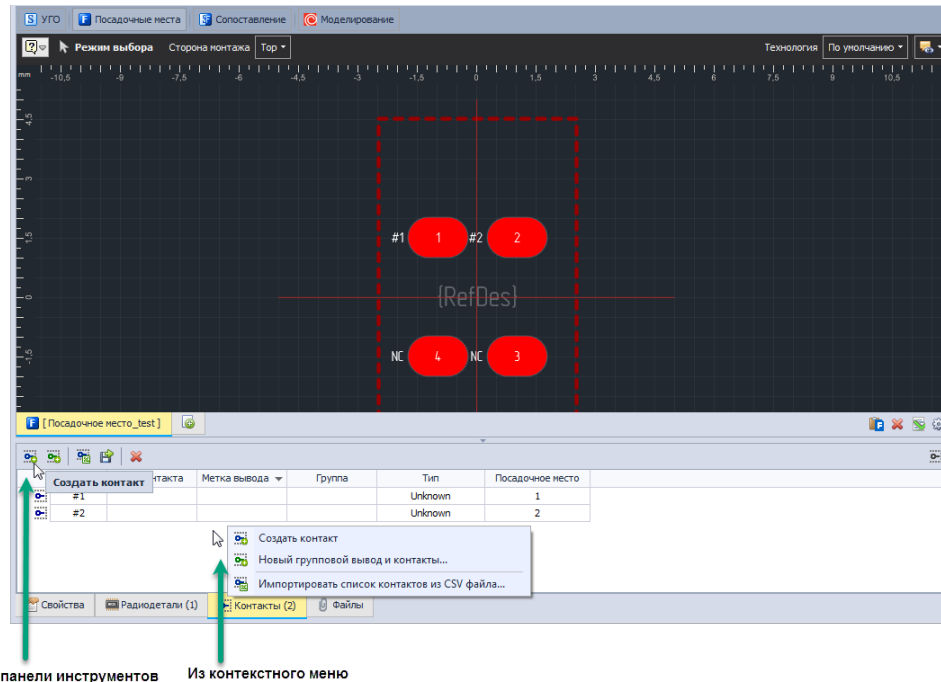 УГО Посадочные места Сопоставление Моделирование
Режим выбора Сторона монтажа Top Технология По умолчанию
mm -10,5 -9 -7,5 -6 -4,5 -3 -1,5 0 1,5 3 4,5 6 7,5 9 10,5
4,5
3
1,5
0
-1,5
#1 1 #2 2
{RefDes}
NC 4 NC 3
[ Посадочное место_test ]
Создать контакт
нтакта Метка вывода Группа Тип Посадочное место
#1 Unknown 1
#2 Unknown 2
Создать контакт
Новый групповой вывод и контакты...
Импортировать список контактов из CSV файла...
Свойства Радиодетали (1) Контакты (2) Файлы
панели инструментов Из контекстного меню